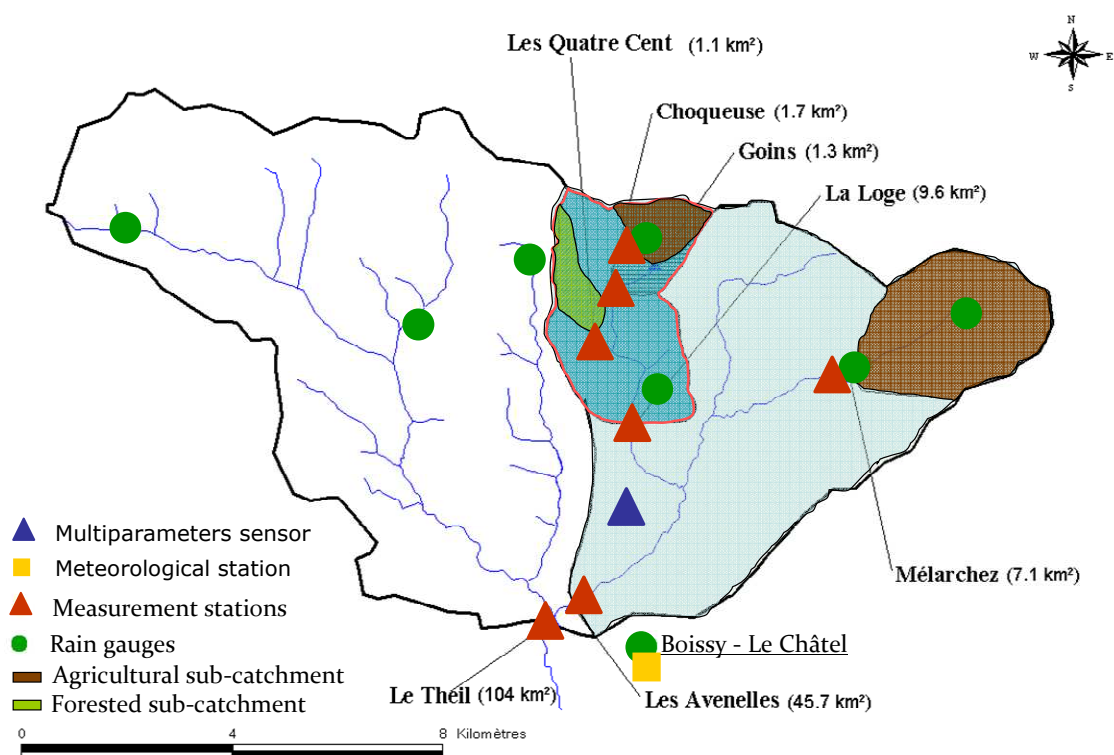 N
W E
S
Les Quatre Cent (1.1 km²)
Choqueuse (1.7 km²)
Goins (1.3 km²)
La Loge (9.6 km²)
Multiparameters sensor
Meteorological station
Measurement stations
Rain gauges
Agricultural sub-catchment
Forested sub-catchment
Mélarchez (7.1 km²)
Boissy - Le Châtel
Le Theil (104 km²)
Les Avenelles (45.7 km²)
0 4 8 Kilomètres